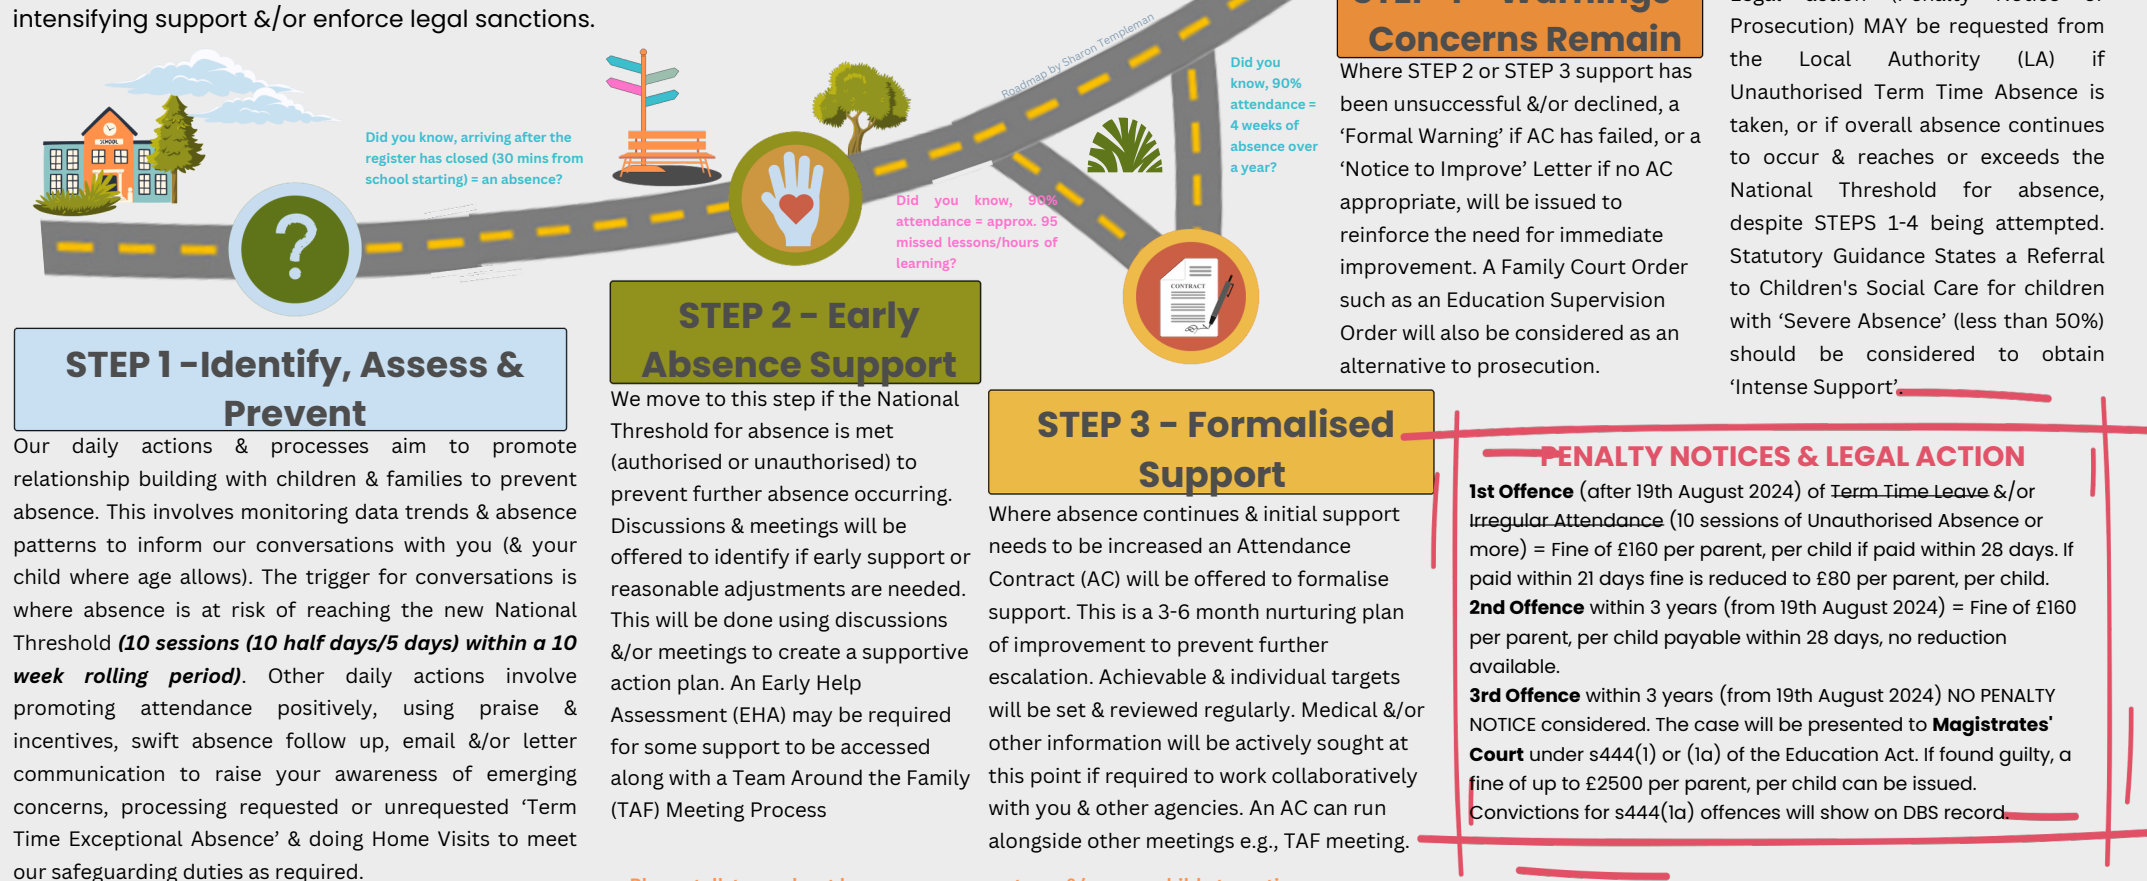 intensifying support &/or enforce legal sanctions.
SCHOOL
Did you know, arriving after the
register has closed (30 mins from
school starting) = an absence?
STEP 1 -Identify, Assess &
Prevent
Our daily actions & processes aim to promote
relationship building with children & families to prevent
absence. This involves monitoring data trends & absence
patterns to inform our conversations with you (& your
child where age allows). The trigger for conversations is
where absence is at risk of reaching the new National
Threshold (10 sessions (10 half days/5 days) within a 10
week rolling period). Other daily actions involve
promoting attendance positively, using praise &
incentives, swift absence follow up, email &/or letter
communication to raise your awareness of emerging
concerns, processing requested or unrequested ‘Term
Time Exceptional Absence’ & doing Home Visits to meet
our safeguarding duties as required.
STEP 2 - Early
Absence Support
We move to this step if the National
Threshold for absence is met
(authorised or unauthorised) to
prevent further absence occurring.
Discussions & meetings will be
offered to identify if early support or
reasonable adjustments are needed.
This will be done using discussions
&/or meetings to create a supportive
action plan. An Early Help
Assessment (EHA) may be required
for some support to be accessed
along with a Team Around the Family
(TAF) Meeting Process
Roadmap by Sharon Templeman
Did you know, 90%
attendance = approx. 95
missed lessons/hours of
learning?
Did you
know, 90%
attendance =
4 weeks of
absence over
a year?
CONTRACT
STEP 3 - Formalised
Support
Where absence continues & initial support
needs to be increased an Attendance
Contract (AC) will be offered to formalise
support. This is a 3-6 month nurturing plan
of improvement to prevent further
escalation. Achievable & individual targets
will be set & reviewed regularly. Medical &/or
other information will be actively sought at
this point if required to work collaboratively
with you & other agencies. An AC can run
alongside other meetings e.g., TAF meeting.
Concerns Remain
Where STEP 2 or STEP 3 support has
been unsuccessful &/or declined, a
‘Formal Warning’ if AC has failed, or a
‘Notice to Improve’ Letter if no AC
appropriate, will be issued to
reinforce the need for immediate
improvement. A Family Court Order
such as an Education Supervision
Order will also be considered as an
alternative to prosecution.
Prosecution) MAY be requested from
the Local Authority (LA) if
Unauthorised Term Time Absence is
taken, or if overall absence continues
to occur & reaches or exceeds the
National Threshold for absence,
despite STEPS 1-4 being attempted.
Statutory Guidance States a Referral
to Children's Social Care for children
with ‘Severe Absence’ (less than 50%)
should be considered to obtain
‘Intense Support’.
PENALTY NOTICES & LEGAL ACTION
1st Offence (after 19th August 2024) of Term Time Leave &/or
Irregular Attendance (10 sessions of Unauthorised Absence or
more) = Fine of £160 per parent, per child if paid within 28 days. If
paid within 21 days fine is reduced to £80 per parent, per child.
2nd Offence within 3 years (from 19th August 2024) = Fine of £160
per parent, per child payable within 28 days, no reduction
available.
3rd Offence within 3 years (from 19th August 2024) NO PENALTY
NOTICE considered. The case will be presented to Magistrates'
Court under s444(1) or (1a) of the Education Act. If found guilty, a
fine of up to £2500 per parent, per child can be issued.
Convictions for s444(1a) offences will show on DBS record.